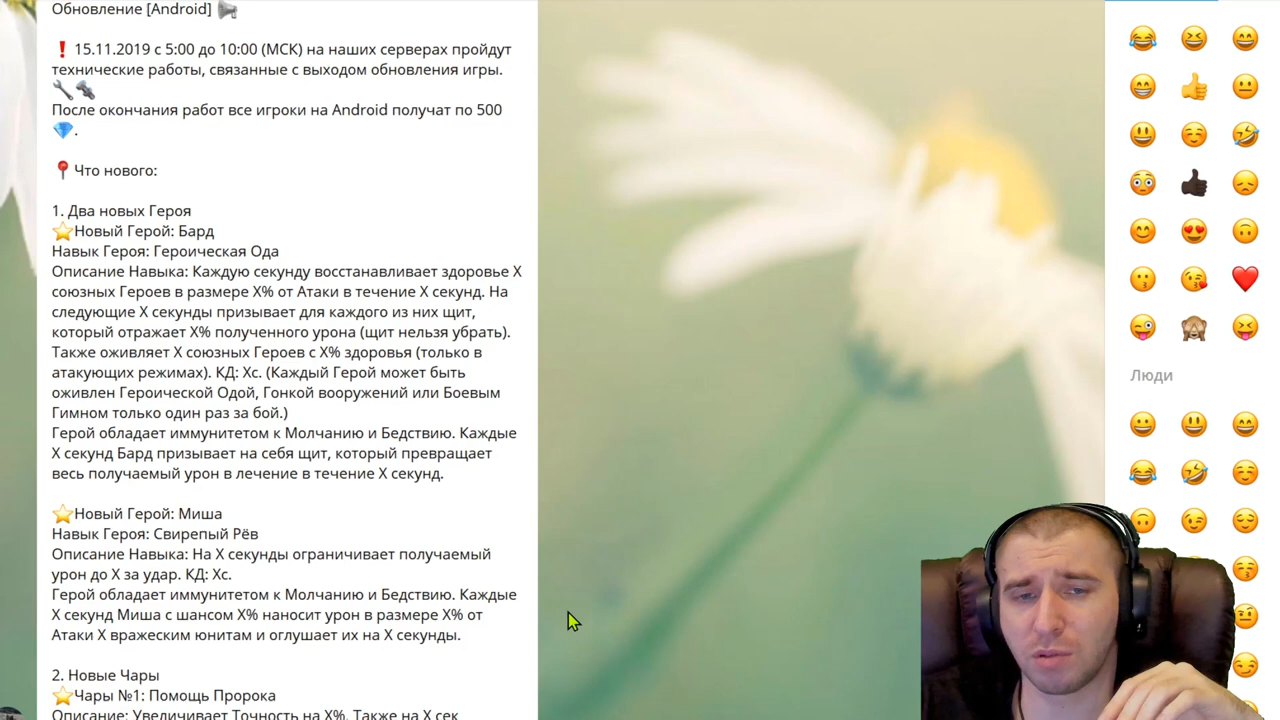 Обновление [Android] 📢
❗ 15.11.2019 с 5:00 до 10:00 (МСК) на наших серверах пройдут
технические работы, связанные с выходом обновления игры.
🔧🔩
После окончания работ все игроки на Android получат по 500
💎.
📍Что нового:
1. Два новых Героя
⭐Новый Герой: Бард
Навык Героя: Героическая Ода
Описание Навыка: Каждую секунду восстанавливает здоровье X
союзных Героев в размере X% от Атаки в течение X секунд. На
следующие X секунды призывает для каждого из них щит,
который отражает X% полученного урона (щит нельзя убрать).
Также оживляет X союзных Героев с X% здоровья (только в
атакующих режимах). КД: Xс. (Каждый Герой может быть
оживлен Героической Одой, Гонкой вооружений или Боевым
Гимном только один раз за бой.)
Герой обладает иммунитетом к Молчанию и Бедствию. Каждые
X секунд Бард призывает на себя щит, который превращает
весь получаемый урон в лечение в течение X секунд.
⭐Новый Герой: Миша
Навык Героя: Свирепый Рёв
Описание Навыка: На X секунды ограничивает получаемый
урон до X за удар. КД: Xс.
Герой обладает иммунитетом к Молчанию и Бедствию. Каждые
X секунд Миша с шансом X% наносит урон в размере X% от
Атаки X вражеским юнитам и оглушает их на X секунды.
2. Новые Чары
⭐Чары №1: Помощь Пророка
Описание: Увеличивает Точность на X%. Также на X сек
Люди